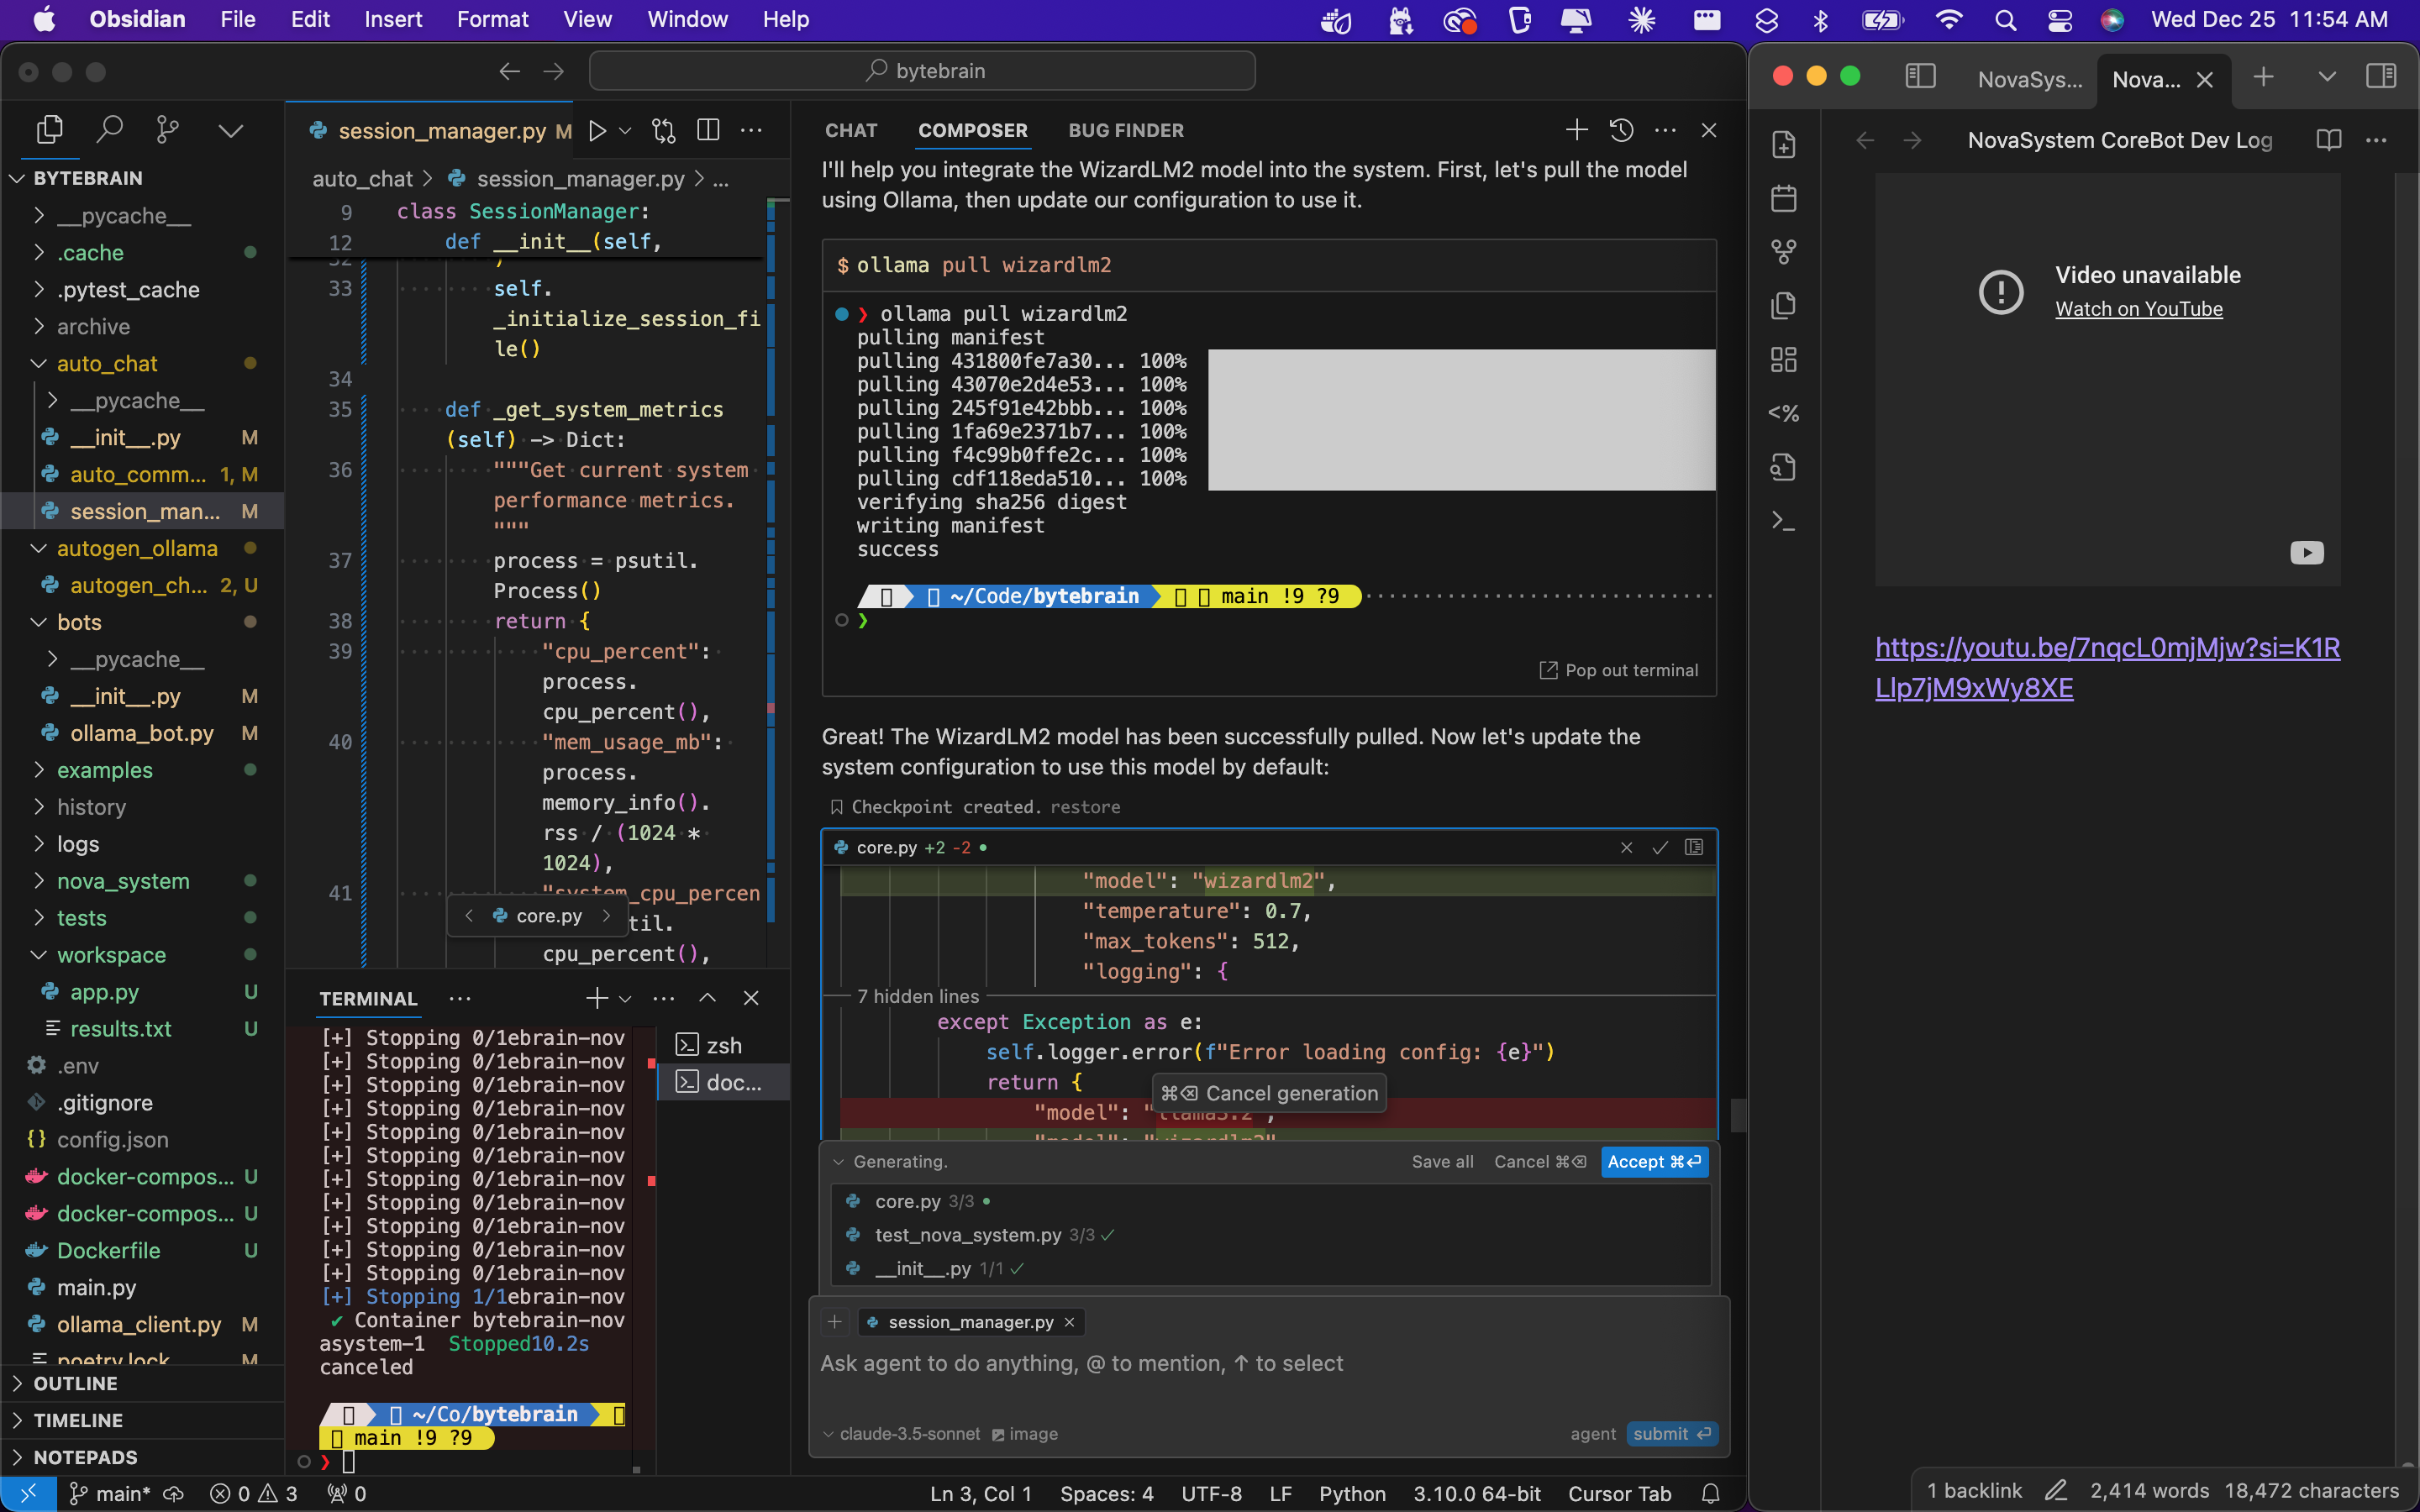 Obsidian File Edit Insert Format View Window Help
Wed Dec 25 11:54 AM
bytebrain
BYTEBRAIN
__pycache__
.cache
.pytest_cache
archive
auto_chat
__pycache__
__init__.py M
auto_comm... 1, M
session_man... M
autogen_ollama
autogen_ch... 2, U
bots
__pycache__
__init__.py M
ollama_bot.py M
examples
history
logs
nova_system
tests
workspace
app.py U
results.txt U
.env
.gitignore
config.json
docker-compos... U
docker-compos... U
Dockerfile U
main.py
ollama_client.py M
poetry.lock M
OUTLINE
TIMELINE
NOTEPADS
session_manager.py M
auto_chat > session_manager.py > ...
9 class SessionManager:
12 def __init__(self,
32 )
33 self.
_initialize_session_fi
le()
34
35 def _get_system_metrics
(self) -> Dict:
36 """Get current system
performance metrics.
"""
37 process = psutil.
Process()
38 return {
39 "cpu_percent":
process.
cpu_percent(),
40 "mem_usage_mb":
process.
memory_info().
rss / (1024 *
1024),
41 "system_cpu_percen
core.py
til.
cpu_percent(),
TERMINAL
[+] Stopping 0/1ebrain-nov
[+] Stopping 0/1ebrain-nov
[+] Stopping 0/1ebrain-nov
[+] Stopping 0/1ebrain-nov
[+] Stopping 0/1ebrain-nov
[+] Stopping 0/1ebrain-nov
[+] Stopping 0/1ebrain-nov
[+] Stopping 0/1ebrain-nov
[+] Stopping 0/1ebrain-nov
[+] Stopping 0/1ebrain-nov
[+] Stopping 0/1ebrain-nov
[+] Stopping 1/1ebrain-nov
✔ Container bytebrain-nov
asystem-1 Stopped10.2s
canceled
~/Co/bytebrain
main !9 ?9
zsh
doc...
CHAT COMPOSER BUG FINDER
I'll help you integrate the WizardLM2 model into the system. First, let's pull the model
using Ollama, then update our configuration to use it.
$ ollama pull wizardlm2
❯ ollama pull wizardlm2
pulling manifest
pulling 431800fe7a30... 100%
pulling 43070e2d4e53... 100%
pulling 245f91e42bbb... 100%
pulling 1fa69e2371b7... 100%
pulling f4c99b0ffe2c... 100%
pulling cdf118eda510... 100%
verifying sha256 digest
writing manifest
success
~/Code/bytebrain main !9 ?9
❯
Pop out terminal
Great! The WizardLM2 model has been successfully pulled. Now let's update the
system configuration to use this model by default:
Checkpoint created. restore
core.py +2 -2
"model": "wizardlm2",
"temperature": 0.7,
"max_tokens": 512,
"logging": {
7 hidden lines
except Exception as e:
self.logger.error(f"Error loading config: {e}")
return {
⌘⌫ Cancel generation
"model": "llama3.2",
"model": "wizardlm2"
Generating. Save all Cancel ⌘⌫ Accept ⌘⏎
core.py 3/3
test_nova_system.py 3/3 ✓
__init__.py 1/1 ✓
session_manager.py
Ask agent to do anything, @ to mention, ↑ to select
claude-3.5-sonnet image agent submit ⏎
main* 0 3 0
Ln 3, Col 1 Spaces: 4 UTF-8 LF Python 3.10.0 64-bit Cursor Tab
NovaSys... Nova...
NovaSystem CoreBot Dev Log
Video unavailable
Watch on YouTube
https://youtu.be/7nqcL0mjMjw?si=K1R
Llp7jM9xWy8XE
1 backlink 2,414 words 18,472 characters